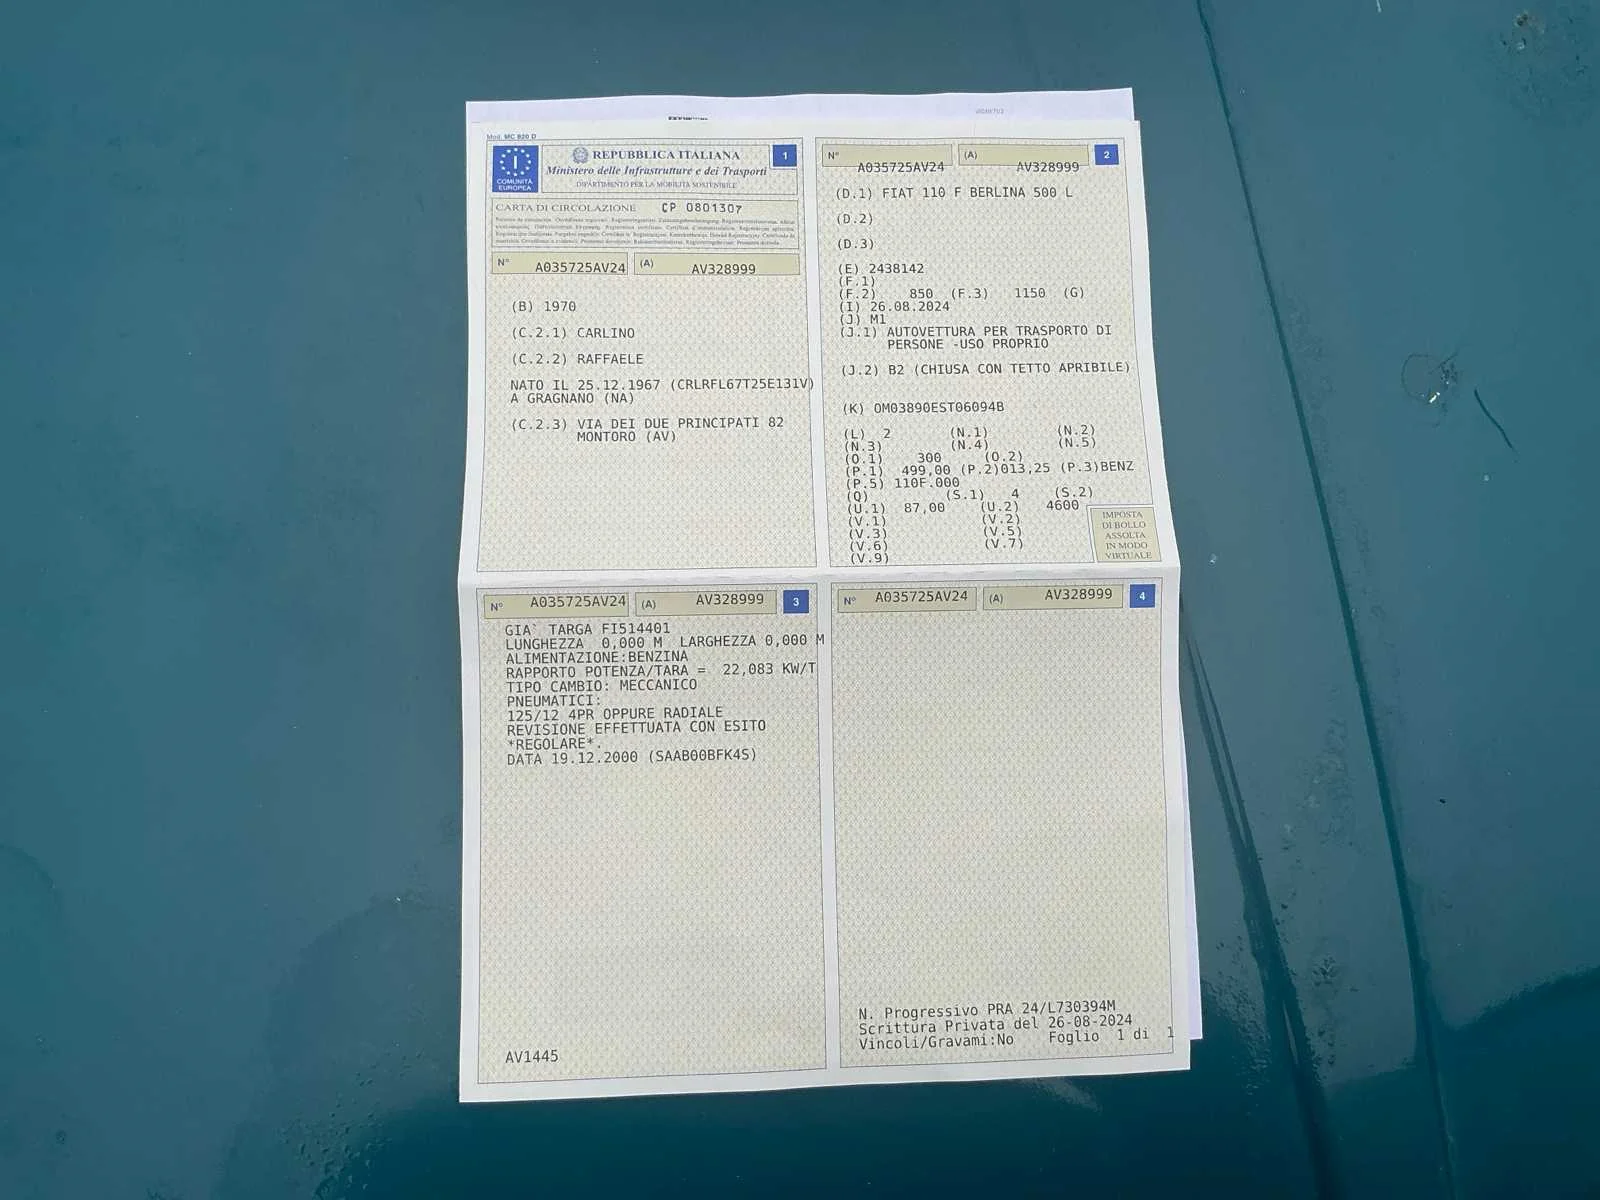 Mod. MC 820 D
I
COMUNITÀ
EUROPEA
REPUBBLICA ITALIANA
Ministero delle Infrastrutture e dei Trasporti
DIPARTIMENTO PER LA MOBILITÀ SOSTENIBILE
1
CARTA DI CIRCOLAZIONE CP 0801307
N° A035725AV24 (A) AV328999
(B) 1970
(C.2.1) CARLINO
(C.2.2) RAFFAELE
NATO IL 25.12.1967 (CRLRFL67T25E131V)
A GRAGNANO (NA)
(C.2.3) VIA DEI DUE PRINCIPATI 82
MONTORO (AV)
N° A035725AV24 (A) AV328999 2
(D.1) FIAT 110 F BERLINA 500 L
(D.2)
(D.3)
(E) 2438142
(F.1)
(F.2) 850 (F.3) 1150 (G)
(I) 26.08.2024
(J) M1
(J.1) AUTOVETTURA PER TRASPORTO DI
PERSONE -USO PROPRIO
(J.2) B2 (CHIUSA CON TETTO APRIBILE)
(K) OM03890EST06094B
(L) 2 (N.1) (N.2)
(N.3) (N.4) (N.5)
(O.1) 300 (O.2)
(P.1) 499,00 (P.2)013,25 (P.3)BENZ
(P.5) 110F.000
(Q) (S.1) 4 (S.2)
(U.1) 87,00 (U.2) 4600
(V.1) (V.2)
(V.3) (V.5)
(V.6) (V.7)
(V.9)
IMPOSTA
DI BOLLO
ASSOLTA
IN MODO
VIRTUALE
N° A035725AV24 (A) AV328999 3
GIA` TARGA FI514401
LUNGHEZZA 0,000 M LARGHEZZA 0,000 M
ALIMENTAZIONE:BENZINA
RAPPORTO POTENZA/TARA = 22,083 KW/T
TIPO CAMBIO: MECCANICO
PNEUMATICI:
125/12 4PR OPPURE RADIALE
REVISIONE EFFETTUATA CON ESITO
*REGOLARE*.
DATA 19.12.2000 (SAAB00BFK4S)
AV1445
N° A035725AV24 (A) AV328999 4
N. Progressivo PRA 24/L730394M
Scrittura Privata del 26-08-2024
Vincoli/Gravami:No Foglio 1 di 1